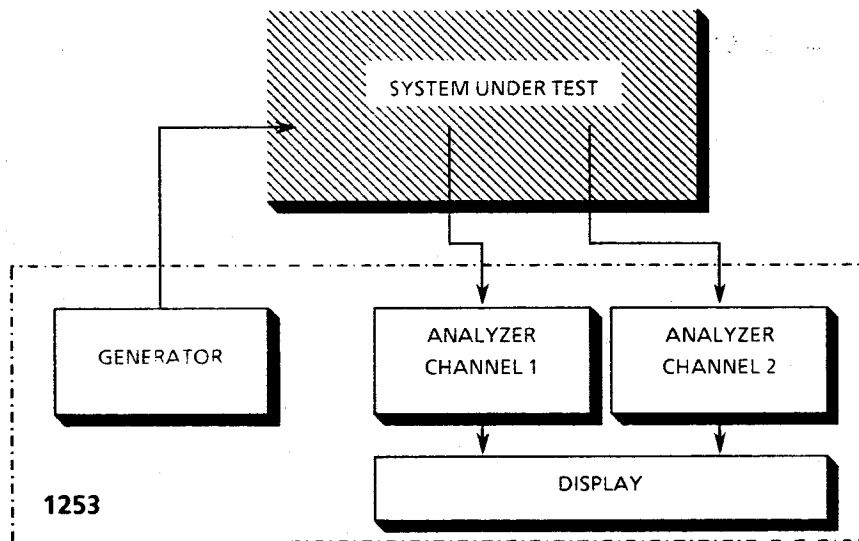 SYSTEM UNDER TEST
GENERATOR
ANALYZER
CHANNEL 1
ANALYZER
CHANNEL 2
DISPLAY
1253